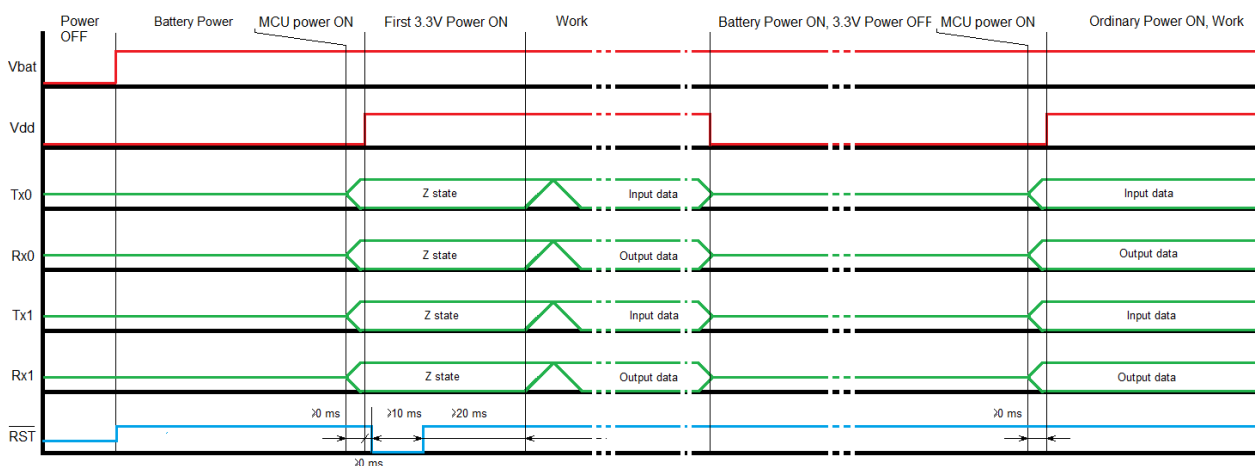 Power OFF
Battery Power
MCU power ON
First 3.3V Power ON
Work
Battery Power ON, 3.3V Power OFF
MCU power ON
Ordinary Power ON, Work
Vbat
Vdd
Tx0
Z state
Input data
Input data
Rx0
Z state
Output data
Output data
Tx1
Z state
Input data
Input data
Rx1
Z state
Output data
Output data
>0 ms
>10 ms
>20 ms
>0 ms
RST
>0 ms